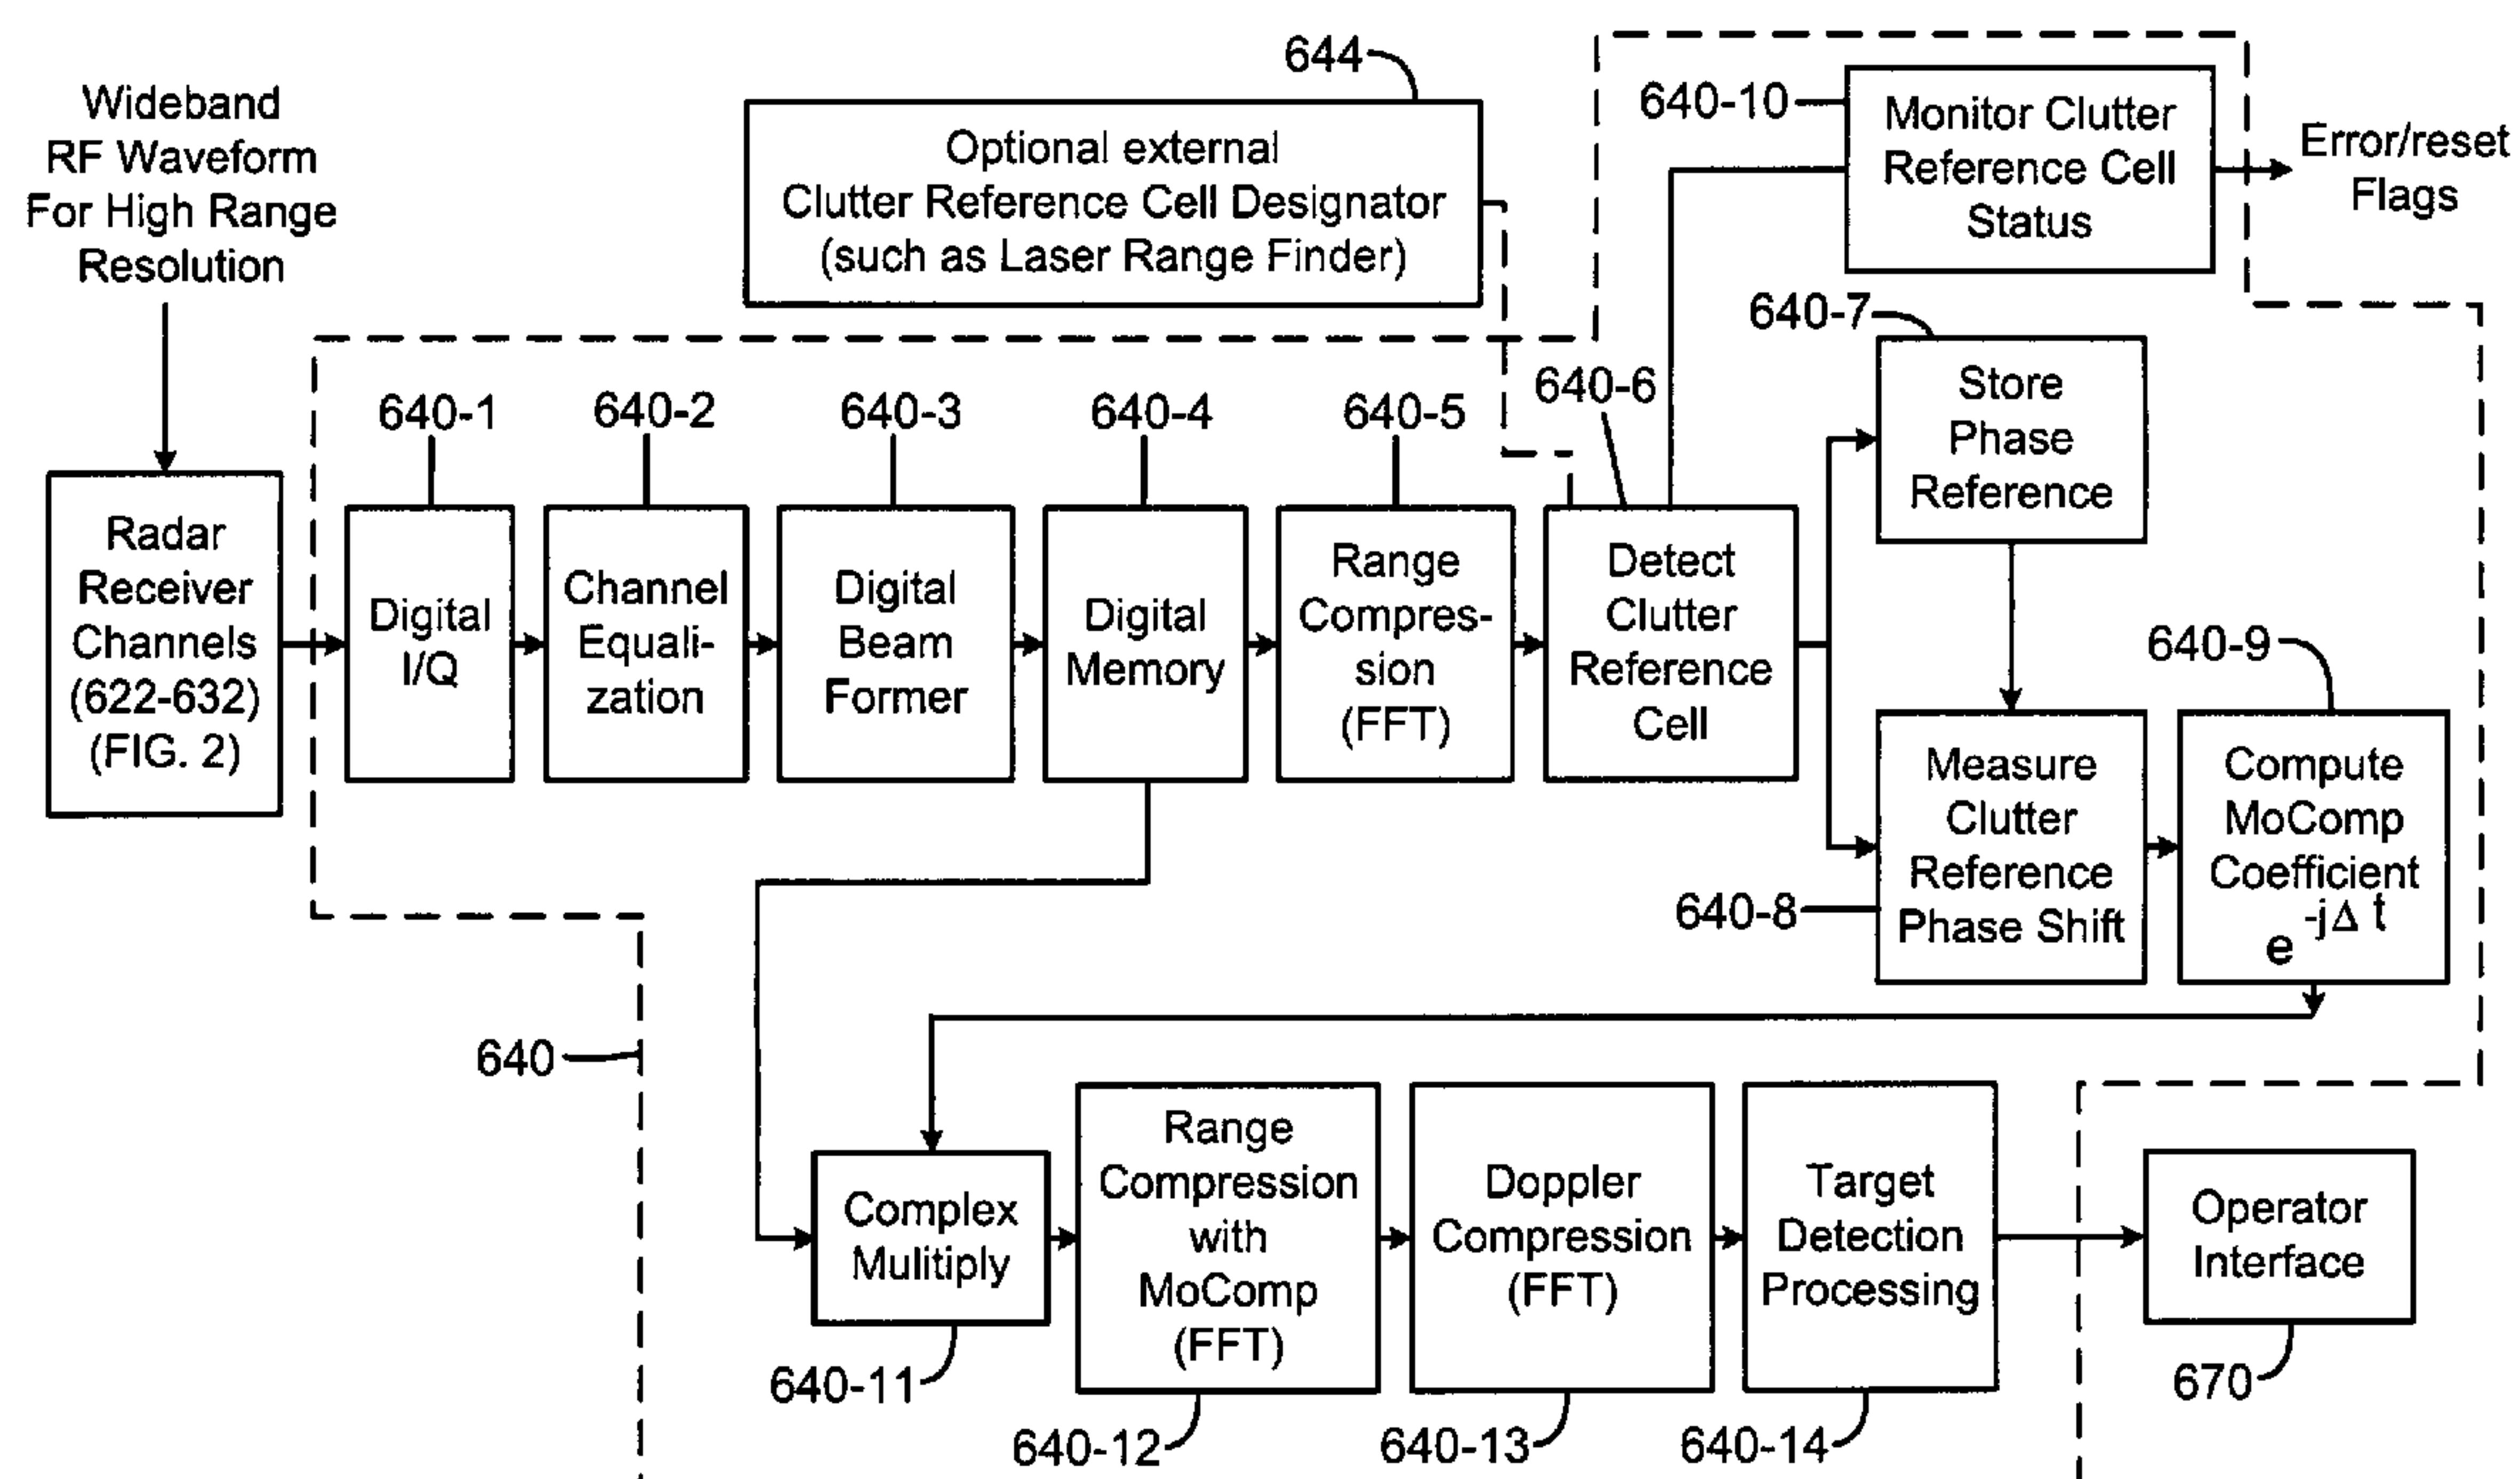 644
640-10
Monitor Clutter
Reference Cell
Status
Error/reset
Flags
Wideband
RF Waveform
For High Range
Resolution
Optional external
Clutter Reference Cell Designator
(such as Laser Range Finder)
640-7
Store
Phase
Reference
640-1
640-2
640-3
640-4
640-5
640-6
Radar
Receiver
Channels
(622-632)
(FIG. 2)
Digital
I/Q
Channel
Equali-
zation
Digital
Beam
Former
Digital
Memory
Range
Compres-
sion
(FFT)
Detect
Clutter
Reference
Cell
640-9
640-8
Measure
Clutter
Reference
Phase Shift
Compute
MoComp
Coefficient
e -jΔ t
640
Complex
Mulitiply
Range
Compression
with
MoComp
(FFT)
Doppler
Compression
(FFT)
Target
Detection
Processing
Operator
Interface
640-11
640-12
640-13
640-14
670